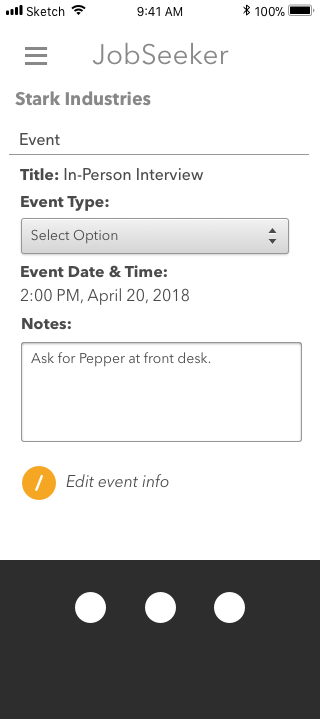 Sketch 9:41 AM 100%
JobSeeker
Stark Industries
Event
Title: In-Person Interview
Event Type:
Select Option
Event Date & Time:
2:00 PM, April 20, 2018
Notes:
Ask for Pepper at front desk.
Edit event info